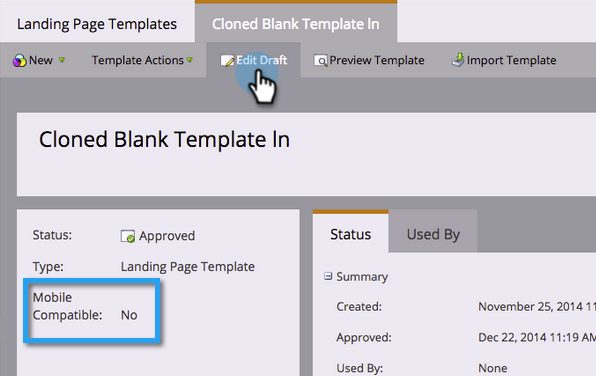 Landing Page Templates
Cloned Blank Template ln
New
Template Actions
Edit Draft
Preview Template
Import Template
Cloned Blank Template ln
Status: Approved
Type: Landing Page Template
Mobile
Compatible: No
Status
Used By
Summary
Created: November 25, 2014 11
Approved: Dec 22, 2014 11:19 AM
Used By: None